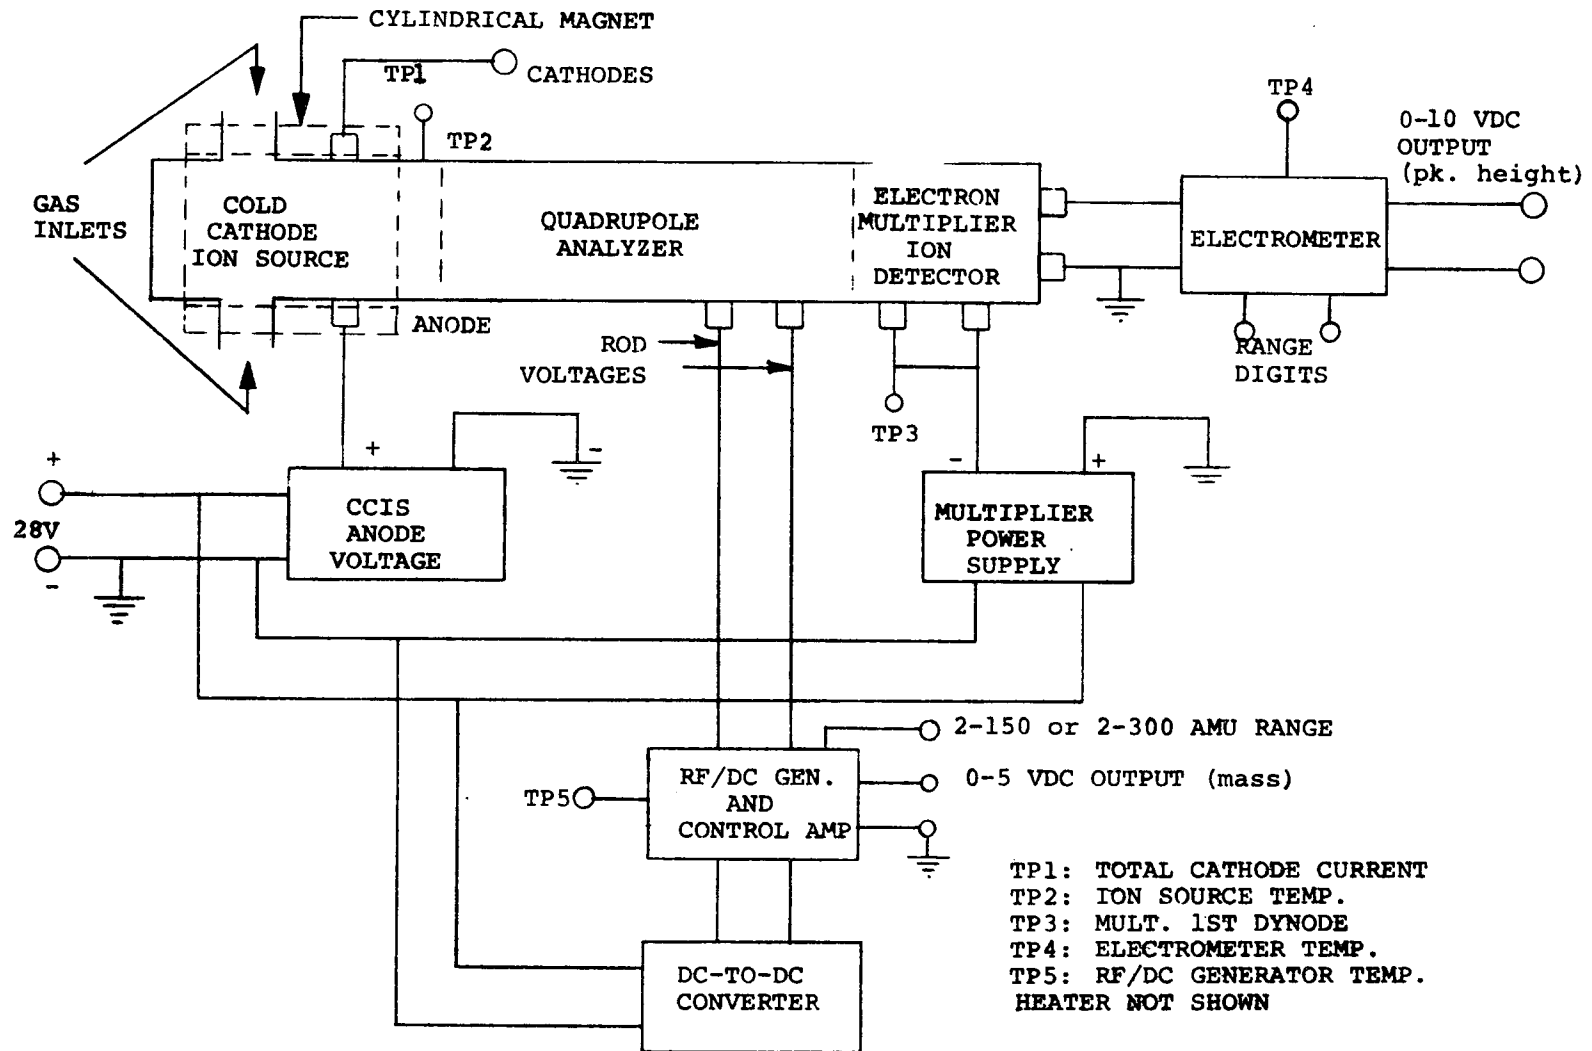 CYLINDRICAL MAGNET
TP1
CATHODES
TP2
TP4
0-10 VDC
OUTPUT
(pk. height)
GAS
INLETS
COLD
CATHODE
ION SOURCE
QUADRUPOLE
ANALYZER
ELECTRON
MULTIPLIER
ION
DETECTOR
ELECTROMETER
ANODE
ROD
VOLTAGES
RANGE
DIGITS
TP3
+
-
-
+
+
28V
-
CCIS
ANODE
VOLTAGE
MULTIPLIER
POWER
SUPPLY
2-150 or 2-300 AMU RANGE
0-5 VDC OUTPUT (mass)
TP5
RF/DC GEN.
AND
CONTROL AMP
DC-TO-DC
CONVERTER
TP1: TOTAL CATHODE CURRENT
TP2: ION SOURCE TEMP.
TP3: MULT. 1ST DYNODE
TP4: ELECTROMETER TEMP.
TP5: RF/DC GENERATOR TEMP.
HEATER NOT SHOWN